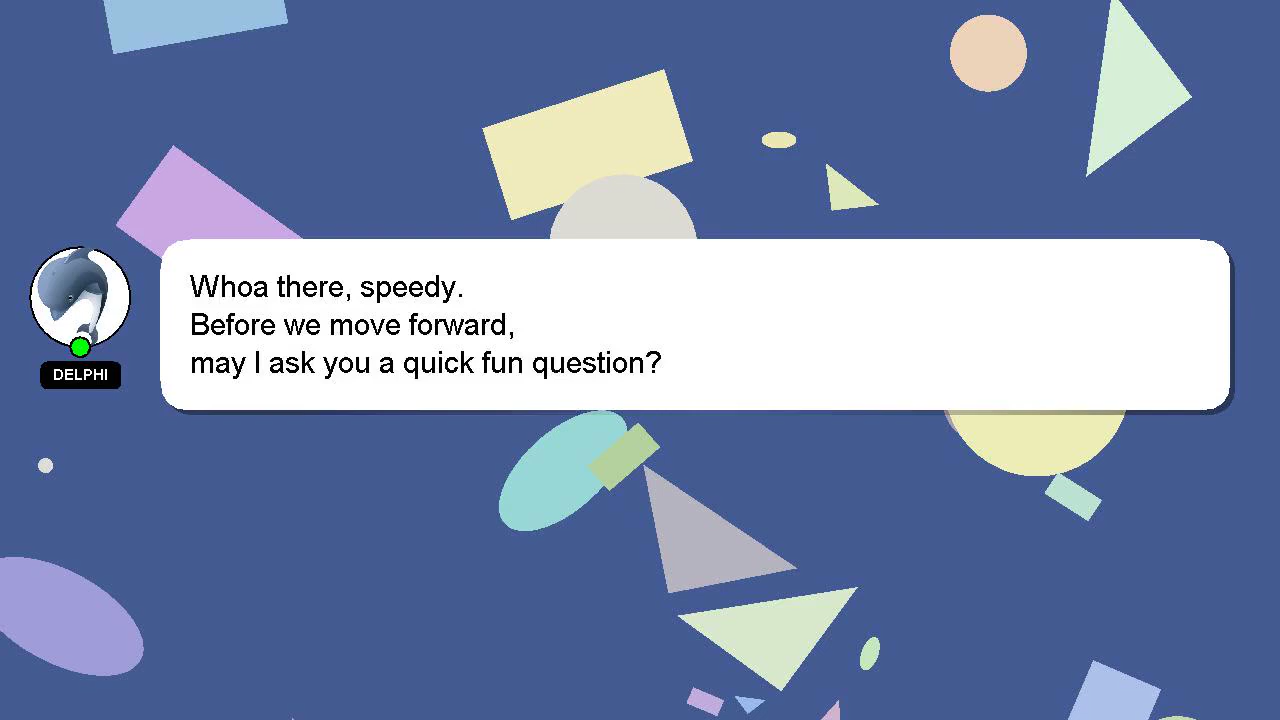 Whoa there, speedy.
Before we move forward,
may I ask you a quick fun question?
DELPHI